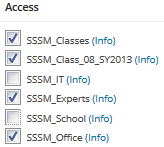 Access
SSSM_Classes (Info)
SSSM_Class_08_SY2013 (Info)
SSSM_IT (Info)
SSSM_Experts (Info)
SSSM_School (Info)
SSSM_Office (Info)